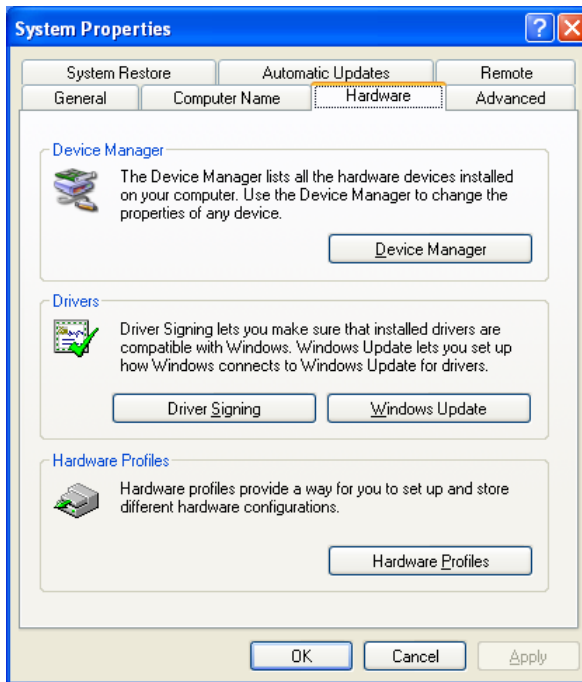 System Properties
System Restore Automatic Updates Remote
General Computer Name Hardware Advanced
Device Manager
The Device Manager lists all the hardware devices installed
on your computer. Use the Device Manager to change the
properties of any device.
Device Manager
Drivers
Driver Signing lets you make sure that installed drivers are
compatible with Windows. Windows Update lets you set up
how Windows connects to Windows Update for drivers.
Driver Signing Windows Update
Hardware Profiles
Hardware profiles provide a way for you to set up and store
different hardware configurations.
Hardware Profiles
OK Cancel Apply